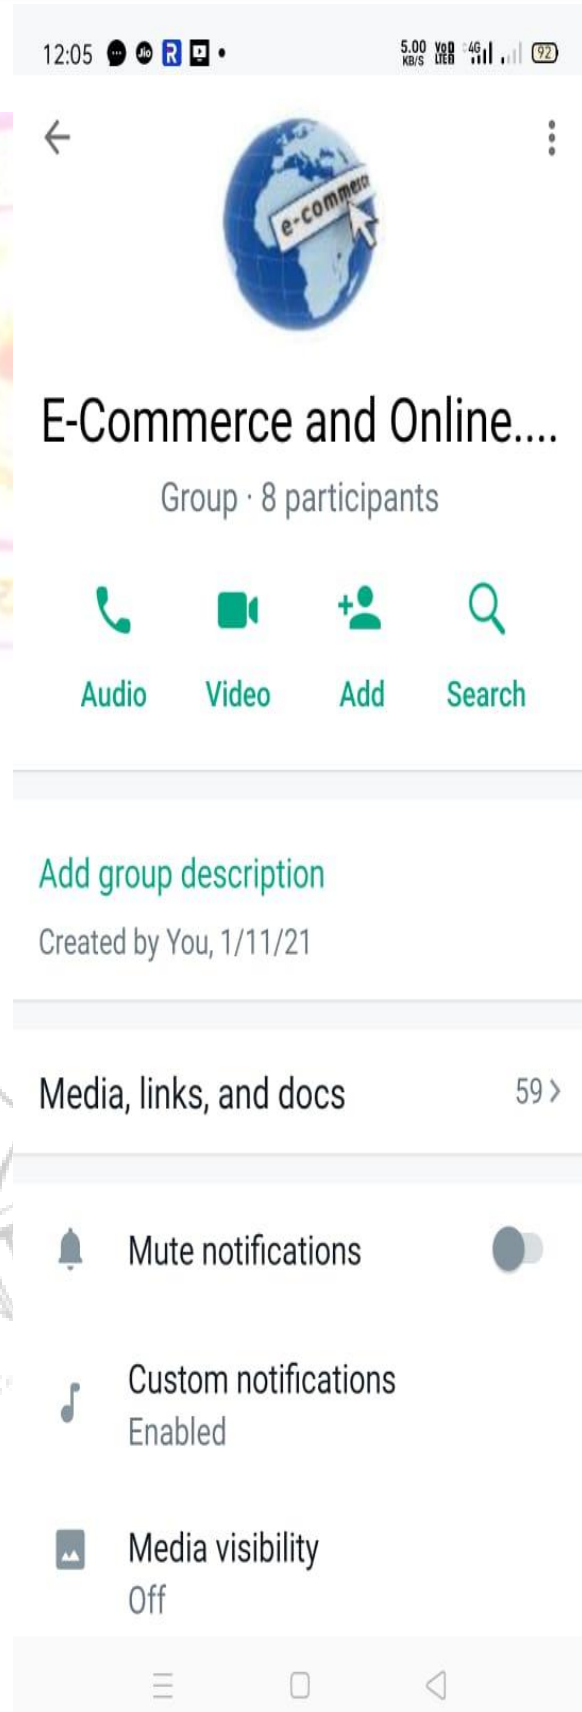 12:05 Jio R 5.00 KB/S VoD LTE 4G 92
e-commerce
E-Commerce and Online....
Group · 8 participants
Audio Video Add Search
Add group description
Created by You, 1/11/21
Media, links, and docs 59
Mute notifications
Custom notifications
Enabled
Media visibility
Off